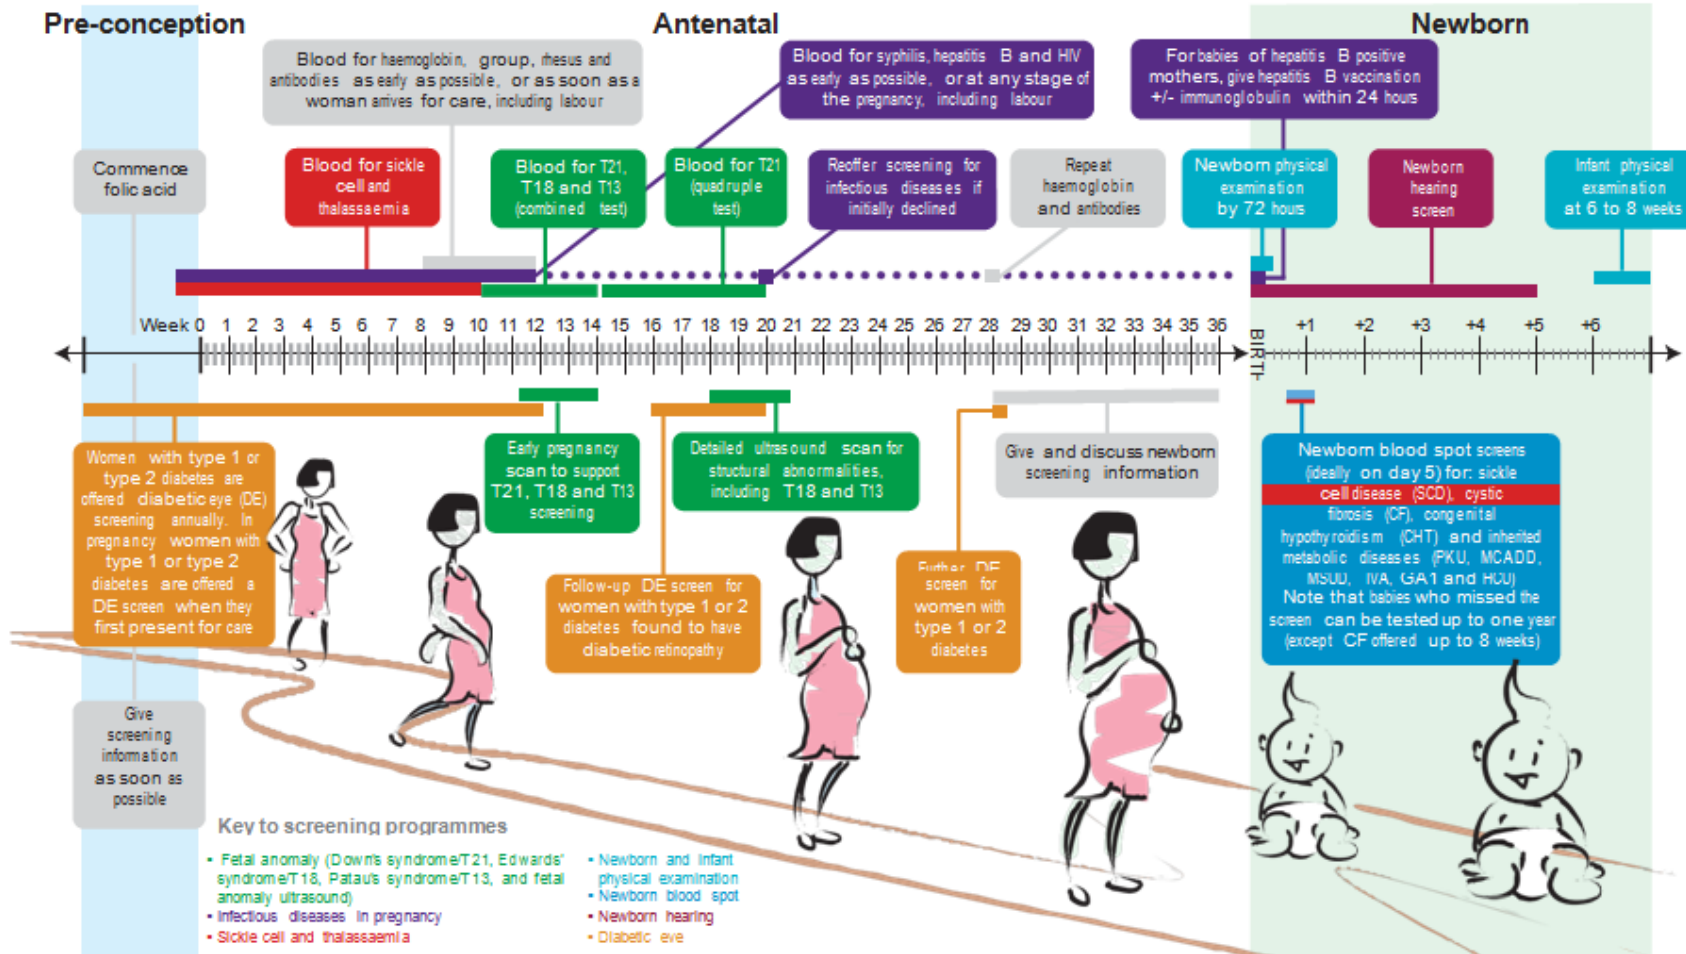 Pre-conception
Antenatal
Newborn
Blood for haemoglobin, group, rhesus and
antibodies as early as possible, or as soon as a
woman arrives for care, including labour
Blood for syphilis, hepatitis B and HIV
as early as possible, or at any stage of
the pregnancy, including labour
For babies of hepatitis B positive
mothers, give hepatitis B vaccination
+/- immunoglobulin within 24 hours
Commence
folic acid
Blood for sickle
cell and
thalassaemia
Blood for T21,
T18 and T13
(combined test)
Blood for T21
(quadruple
test)
Reoffer screening for
infectious diseases if
initially declined
Repeat
haemoglobin
and antibodies
Newborn physical
examination
by 72 hours
Newborn
hearing
screen
Infant physical
examination
at 6 to 8 weeks
Week 0 1 2 3 4 5 6 7 8 9 10 11 12 13 14 15 16 17 18 19 20 21 22 23 24 25 26 27 28 29 30 31 32 33 34 35 36
BIRTH
+1 +2 +3 +4 +5 +6
Women with type 1 or
type 2 diabetes are
offered diabetic eye (DE)
screening annually. In
pregnancy women with
type 1 or type 2
diabetes are offered a
DE screen when they
first present for care
Early pregnancy
scan to support
T21, T18 and T13
screening
Detailed ultrasound scan for
structural abnormalities,
including T18 and T13
Give and discuss newborn
screening information
Newborn blood spot screens
(ideally on day 5) for: sickle
cell disease (SCD), cystic
fibrosis (CF), congenital
hypothyroidism (CHT) and inherited
metabolic diseases (PKU, MCADD,
MSUD, IVA, GA1 and HCU)
Note that babies who missed the
screen can be tested up to one year
(except CF offered up to 8 weeks)
Follow-up DE screen for
women with type 1 or 2
diabetes found to have
diabetic retinopathy
Further DE
screen for
women with
type 1 or 2
diabetes
Give
screening
information
as soon as
possible
Key to screening programmes
• Fetal anomaly (Down's syndrome/T21, Edwards'
syndrome/T18, Patau's syndrome/T13, and fetal
anomaly ultrasound)
• Infectious diseases in pregnancy
• Sickle cell and thalassaemia
• Newborn and infant
physical examination
• Newborn blood spot
• Newborn hearing
• Diabetic eye